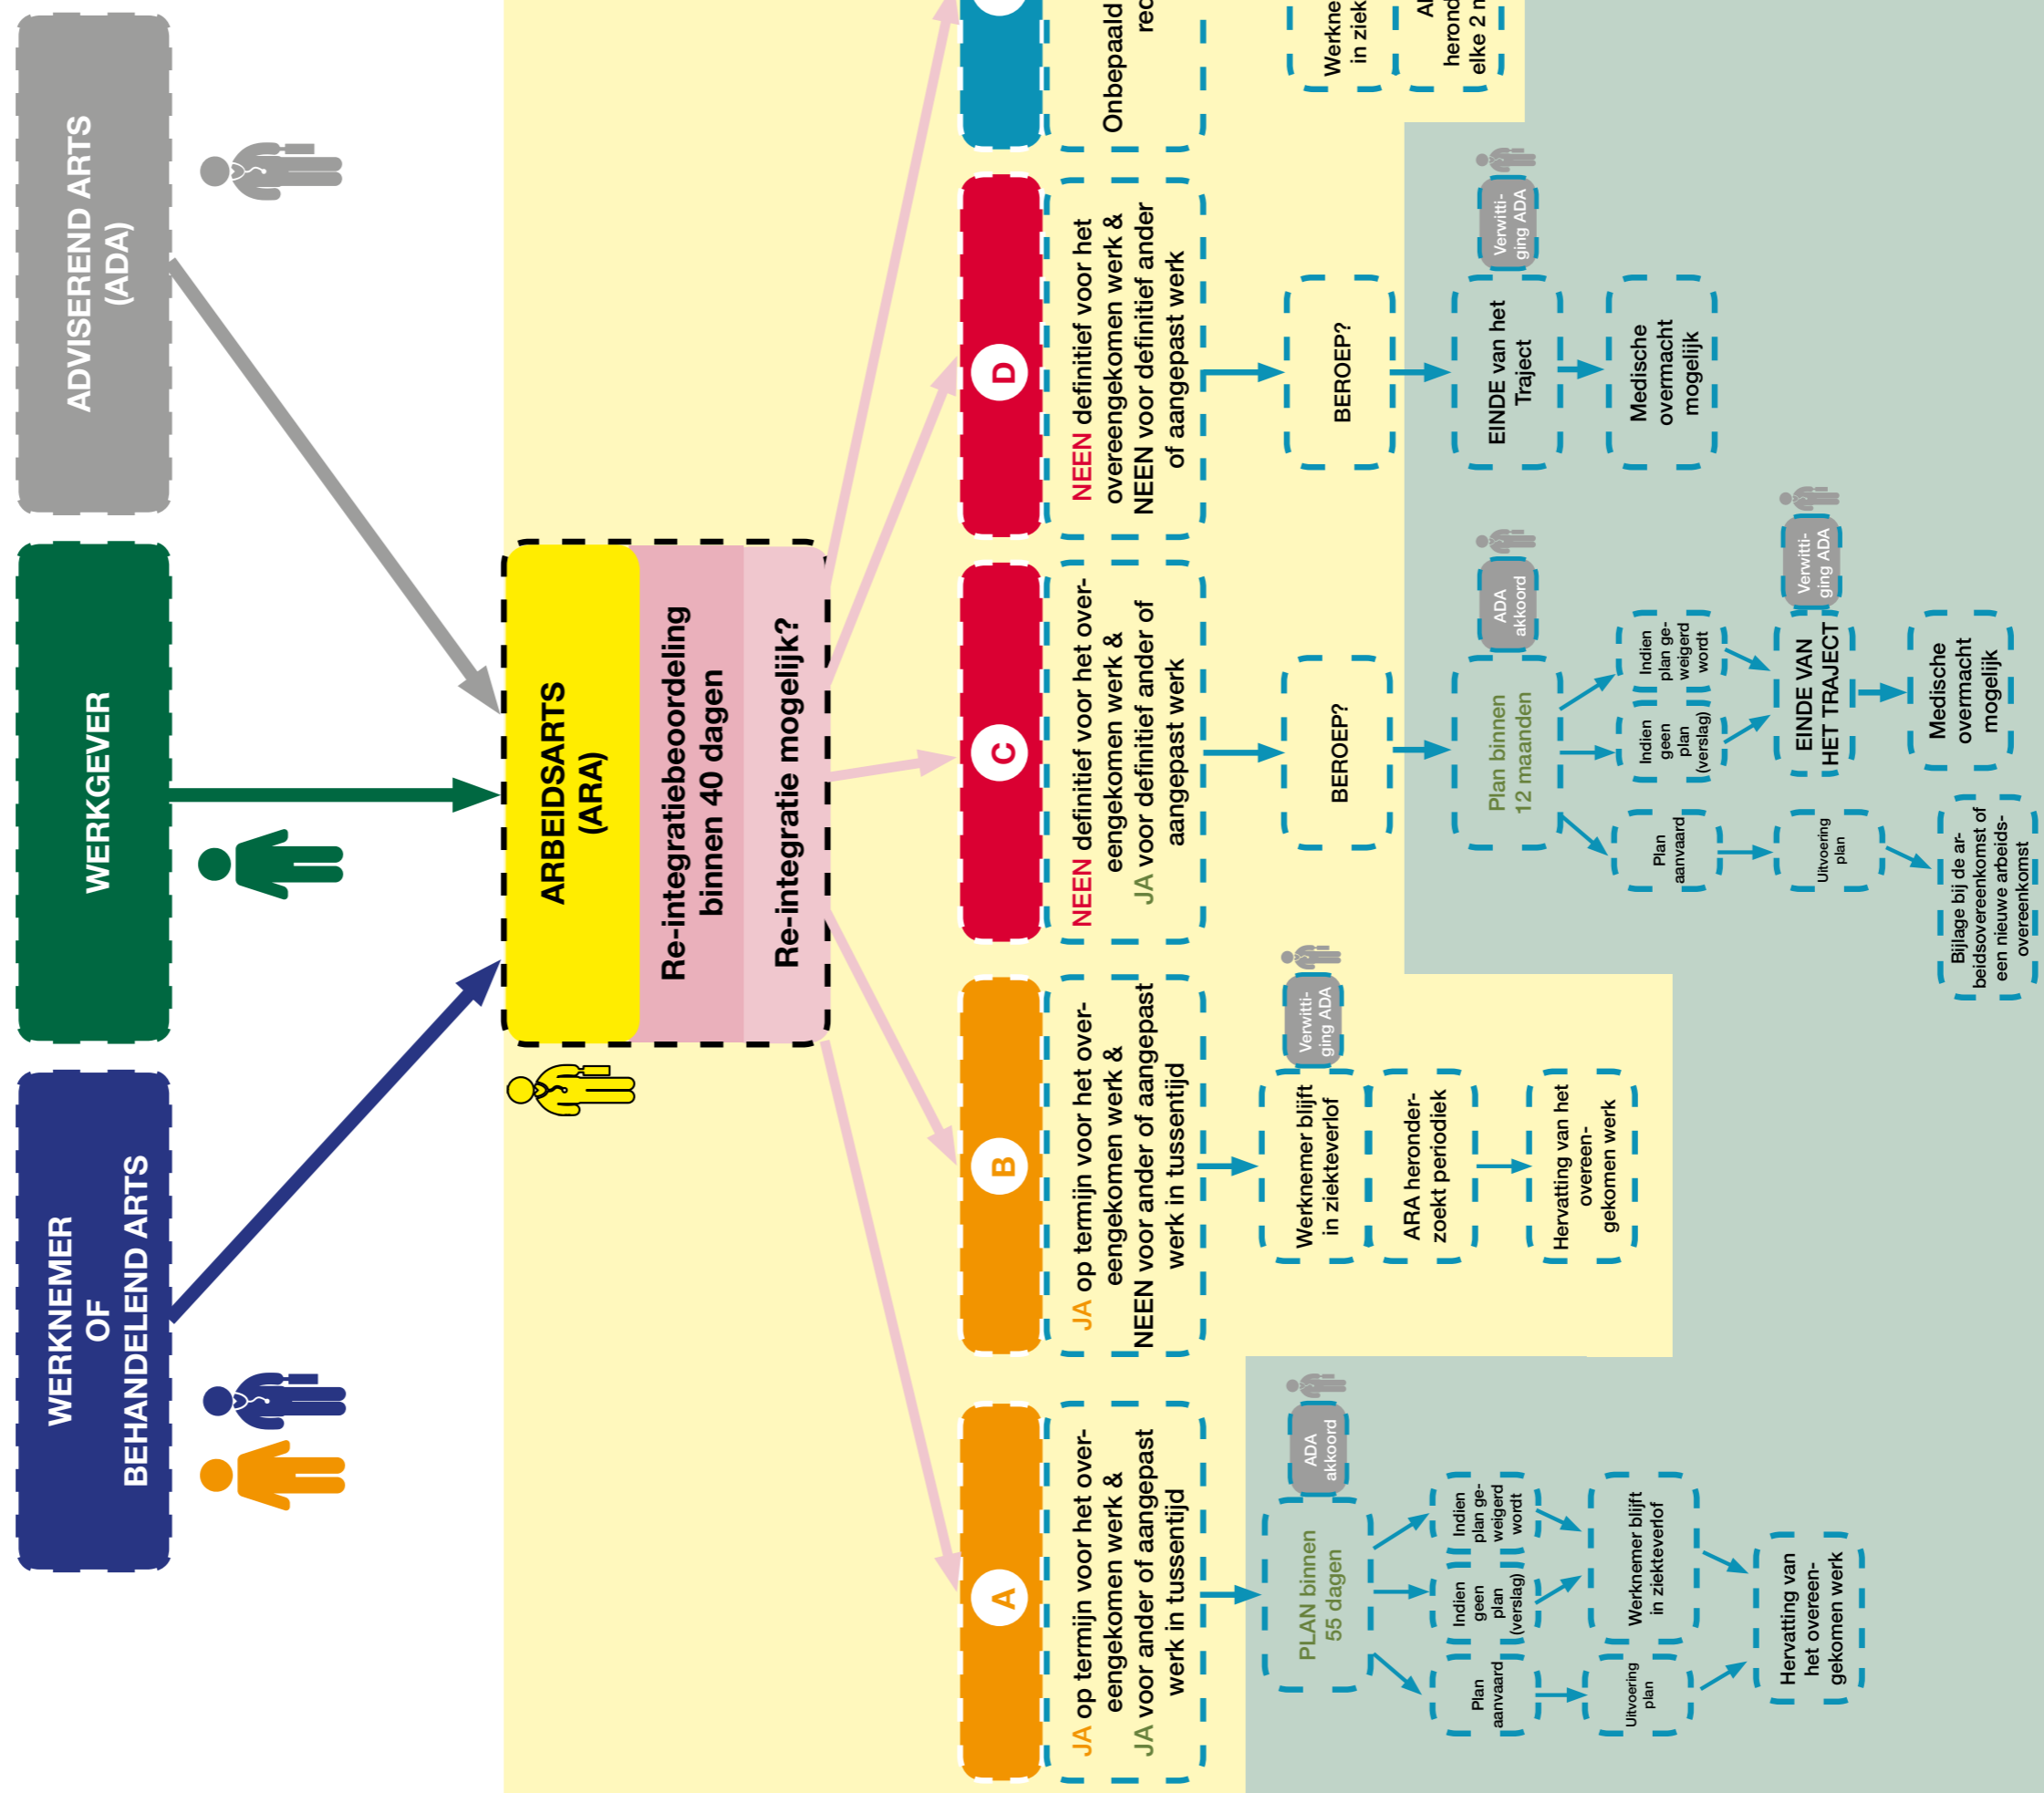 WERKNEMER
OF
BEHANDELEND ARTS
WERKGEVER
ADVISEREND ARTS
(ADA)
ARBEIDSARTS
(ARA)
Re-integratiebeoordeling
binnen 40 dagen
Re-integratie mogelijk?
A
JA op termijn voor het over-
eengekomen werk &
JA voor ander of aangepast
werk in tussentijd
PLAN binnen
55 dagen
ADA
akkoord
Plan
aanvaard
Indien
geen
plan
(verslag)
Indien
plan ge-
weigerd
wordt
Uitvoering
plan
Werknemer blijft
in ziekteverlof
Hervatting van
het overeen-
gekomen werk
B
JA op termijn voor het over-
eengekomen werk &
NEEN voor ander of aangepast
werk in tussentijd
Werknemer blijft
in ziekteverlof
Verwitti-
ging ADA
ARA heronder-
zoekt periodiek
Hervatting van het
overeen-
gekomen werk
C
NEEN definitief voor het over-
eengekomen werk &
JA voor definitief ander of
aangepast werk
BEROEP?
Plan binnen
12 maanden
ADA
akkoord
Plan
aanvaard
Indien
geen
plan
(verslag)
Indien
plan ge-
weigerd
wordt
Uitvoering
plan
EINDE VAN
HET TRAJECT
Verwitti-
ging ADA
Bijlage bij de ar-
beidsovereenkomst of
een nieuwe arbeids-
overeenkomst
Medische
overmacht
mogelijk
D
NEEN definitief voor het
overeengekomen werk &
NEEN voor definitief ander
of aangepast werk
BEROEP?
EINDE van het
Traject
Verwitti-
ging ADA
Medische
overmacht
mogelijk
Onbepaald
Werkne
in ziek
herond
elke 2